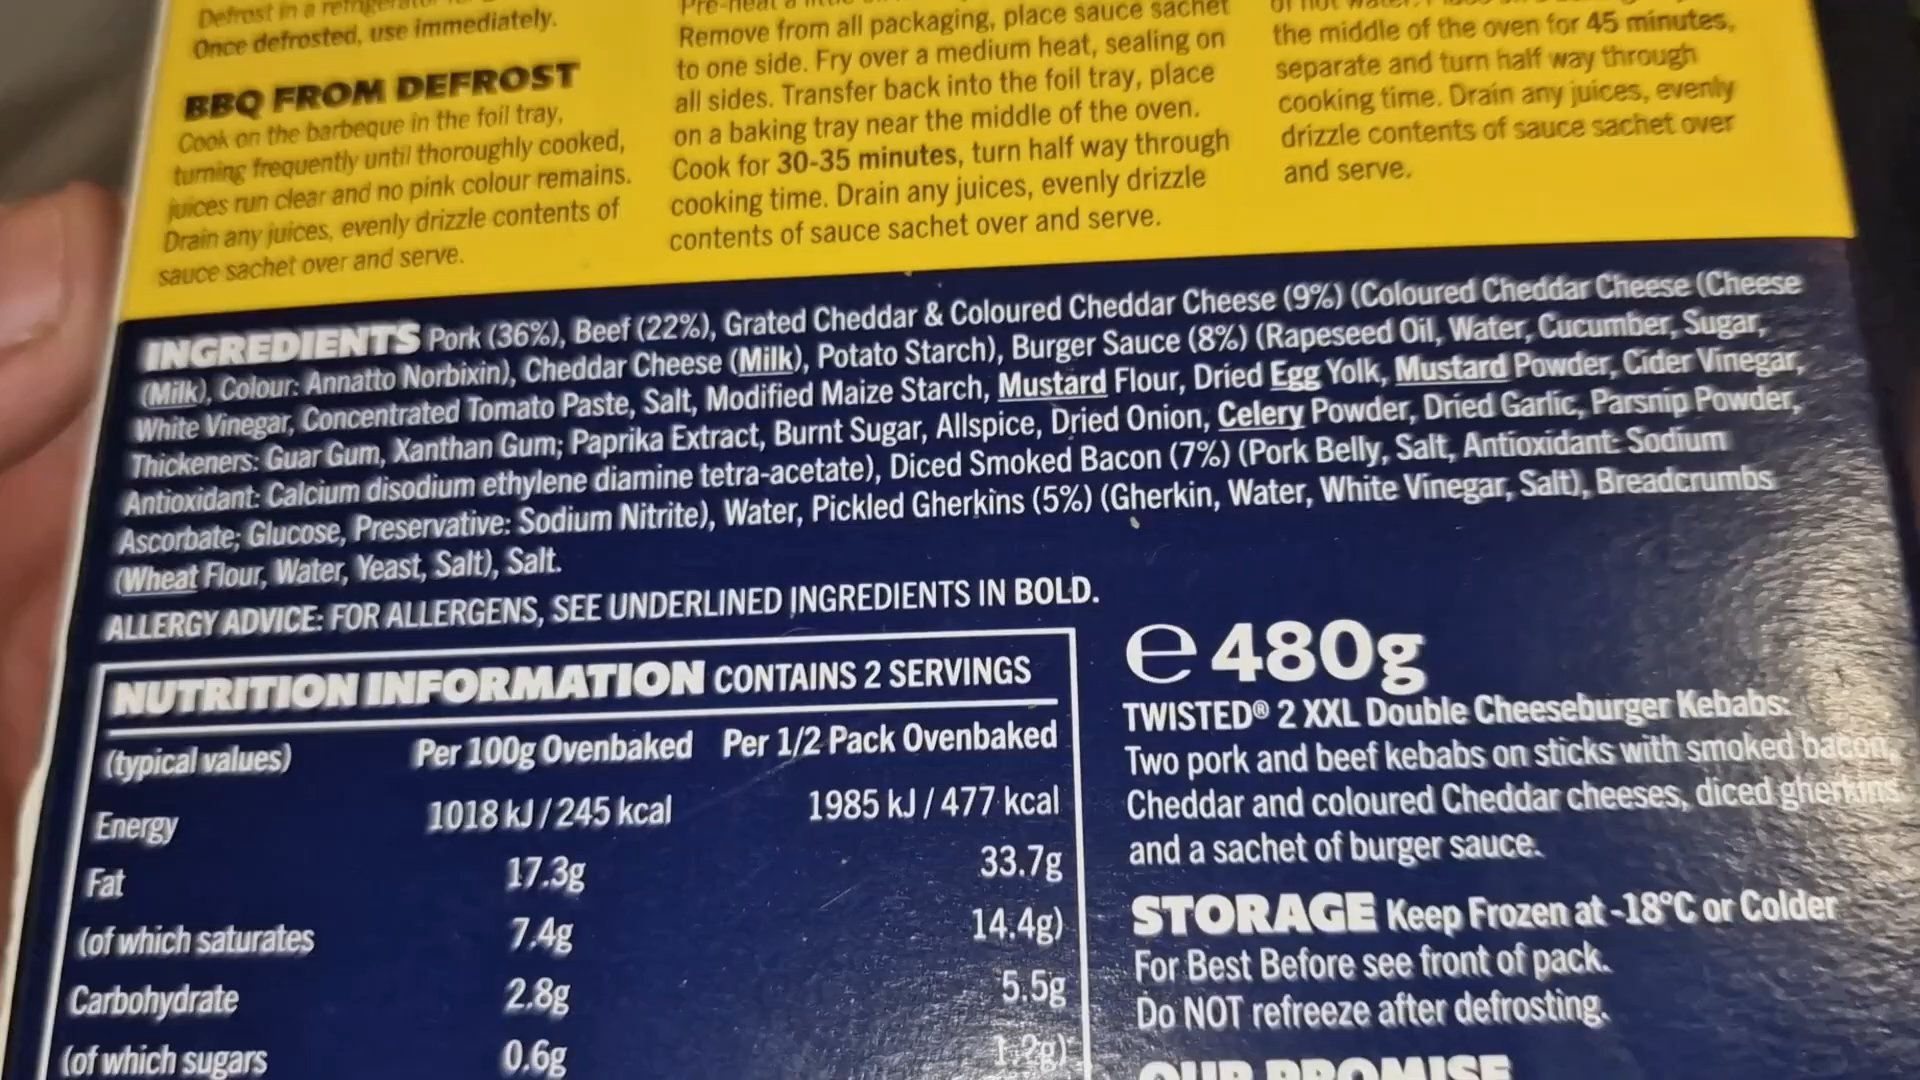 Defrost in a refrigerator
Once defrosted, use immediately.
BBQ FROM DEFROST
Cook on the barbeque in the foil tray,
turning frequently until thoroughly cooked,
juices run clear and no pink colour remains.
Drain any juices, evenly drizzle contents of
sauce sachet over and serve.
Remove from all packaging, place sauce sachet
to one side. Fry over a medium heat, sealing on
all sides. Transfer back into the foil tray, place
on a baking tray near the middle of the oven.
Cook for 30-35 minutes, turn half way through
cooking time. Drain any juices, evenly drizzle
contents of sauce sachet over and serve.
the middle of the oven for 45 minutes,
separate and turn half way through
cooking time. Drain any juices, evenly
drizzle contents of sauce sachet over
and serve.
INGREDIENTS Pork (36%), Beef (22%), Grated Cheddar & Coloured Cheddar Cheese (9%) (Coloured Cheddar Cheese (Cheese
(Milk), Colour: Annatto Norbixin), Cheddar Cheese (Milk), Potato Starch), Burger Sauce (8%) (Rapeseed Oil, Water, Cucumber, Sugar,
White Vinegar, Concentrated Tomato Paste, Salt, Modified Maize Starch, Mustard Flour, Dried Egg Yolk, Mustard Powder, Cider Vinegar,
Thickeners: Guar Gum, Xanthan Gum; Paprika Extract, Burnt Sugar, Allspice, Dried Onion, Celery Powder, Dried Garlic, Parsnip Powder,
Antioxidant: Calcium disodium ethylene diamine tetra-acetate), Diced Smoked Bacon (7%) (Pork Belly, Salt, Antioxidant: Sodium
Ascorbate; Glucose, Preservative: Sodium Nitrite), Water, Pickled Gherkins (5%) (Gherkin, Water, White Vinegar, Salt), Breadcrumbs
(Wheat Flour, Water, Yeast, Salt), Salt.
ALLERGY ADVICE: FOR ALLERGENS, SEE UNDERLINED INGREDIENTS IN BOLD.
NUTRITION INFORMATION CONTAINS 2 SERVINGS
(typical values) Per 100g Ovenbaked Per 1/2 Pack Ovenbaked
Energy 1018 kJ / 245 kcal 1985 kJ / 477 kcal
Fat 17.3g 33.7g
(of which saturates 7.4g 14.4g)
Carbohydrate 2.8g 5.5g
(of which sugars 0.6g 1.2g)
e 480g
TWISTED® 2 XXL Double Cheeseburger Kebabs:
Two pork and beef kebabs on sticks with smoked bacon,
Cheddar and coloured Cheddar cheeses, diced gherkins
and a sachet of burger sauce.
STORAGE Keep Frozen at -18°C or Colder
For Best Before see front of pack.
Do NOT refreeze after defrosting.
OUR PROMISE